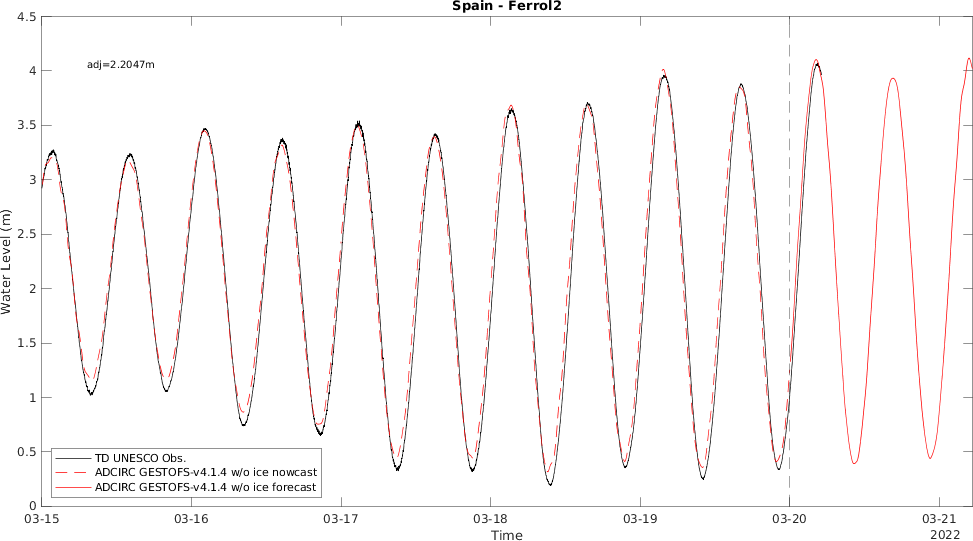 Spain - Ferrol2
4.5
4
3.5
3
2.5
2
1.5
1
0.5
0
Water Level (m)
adj=2.2047m
TD UNESCO Obs.
ADCIRC GESTOFS-v4.1.4 w/o ice nowcast
ADCIRC GESTOFS-v4.1.4 w/o ice forecast
03-15
03-16
03-17
03-18
03-19
03-20
03-21
Time
2022